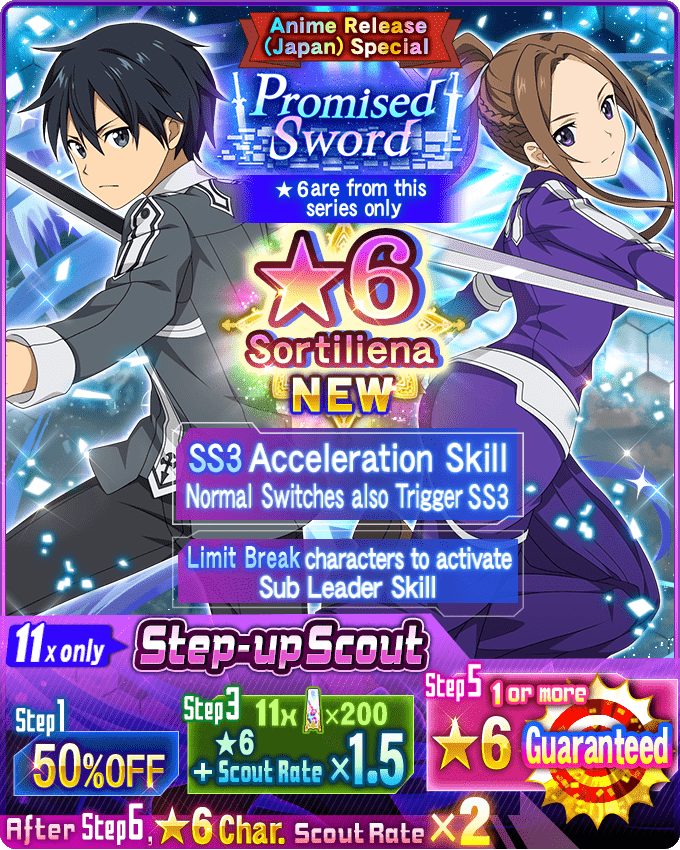 Anime Release
(Japan) Special
Promised
Sword
★6 are from this
series only
★6
Sortiliena
NEW
SS3 Acceleration Skill
Normal Switches also Trigger SS3
Limit Break characters to activate
Sub Leader Skill
11x only Step-up Scout
Step1
50%OFF
Step3 11x ×200
★6
+ Scout Rate ×1.5
Step5 1 or more
★6 Guaranteed
After Step6, ★6 Char. Scout Rate ×2